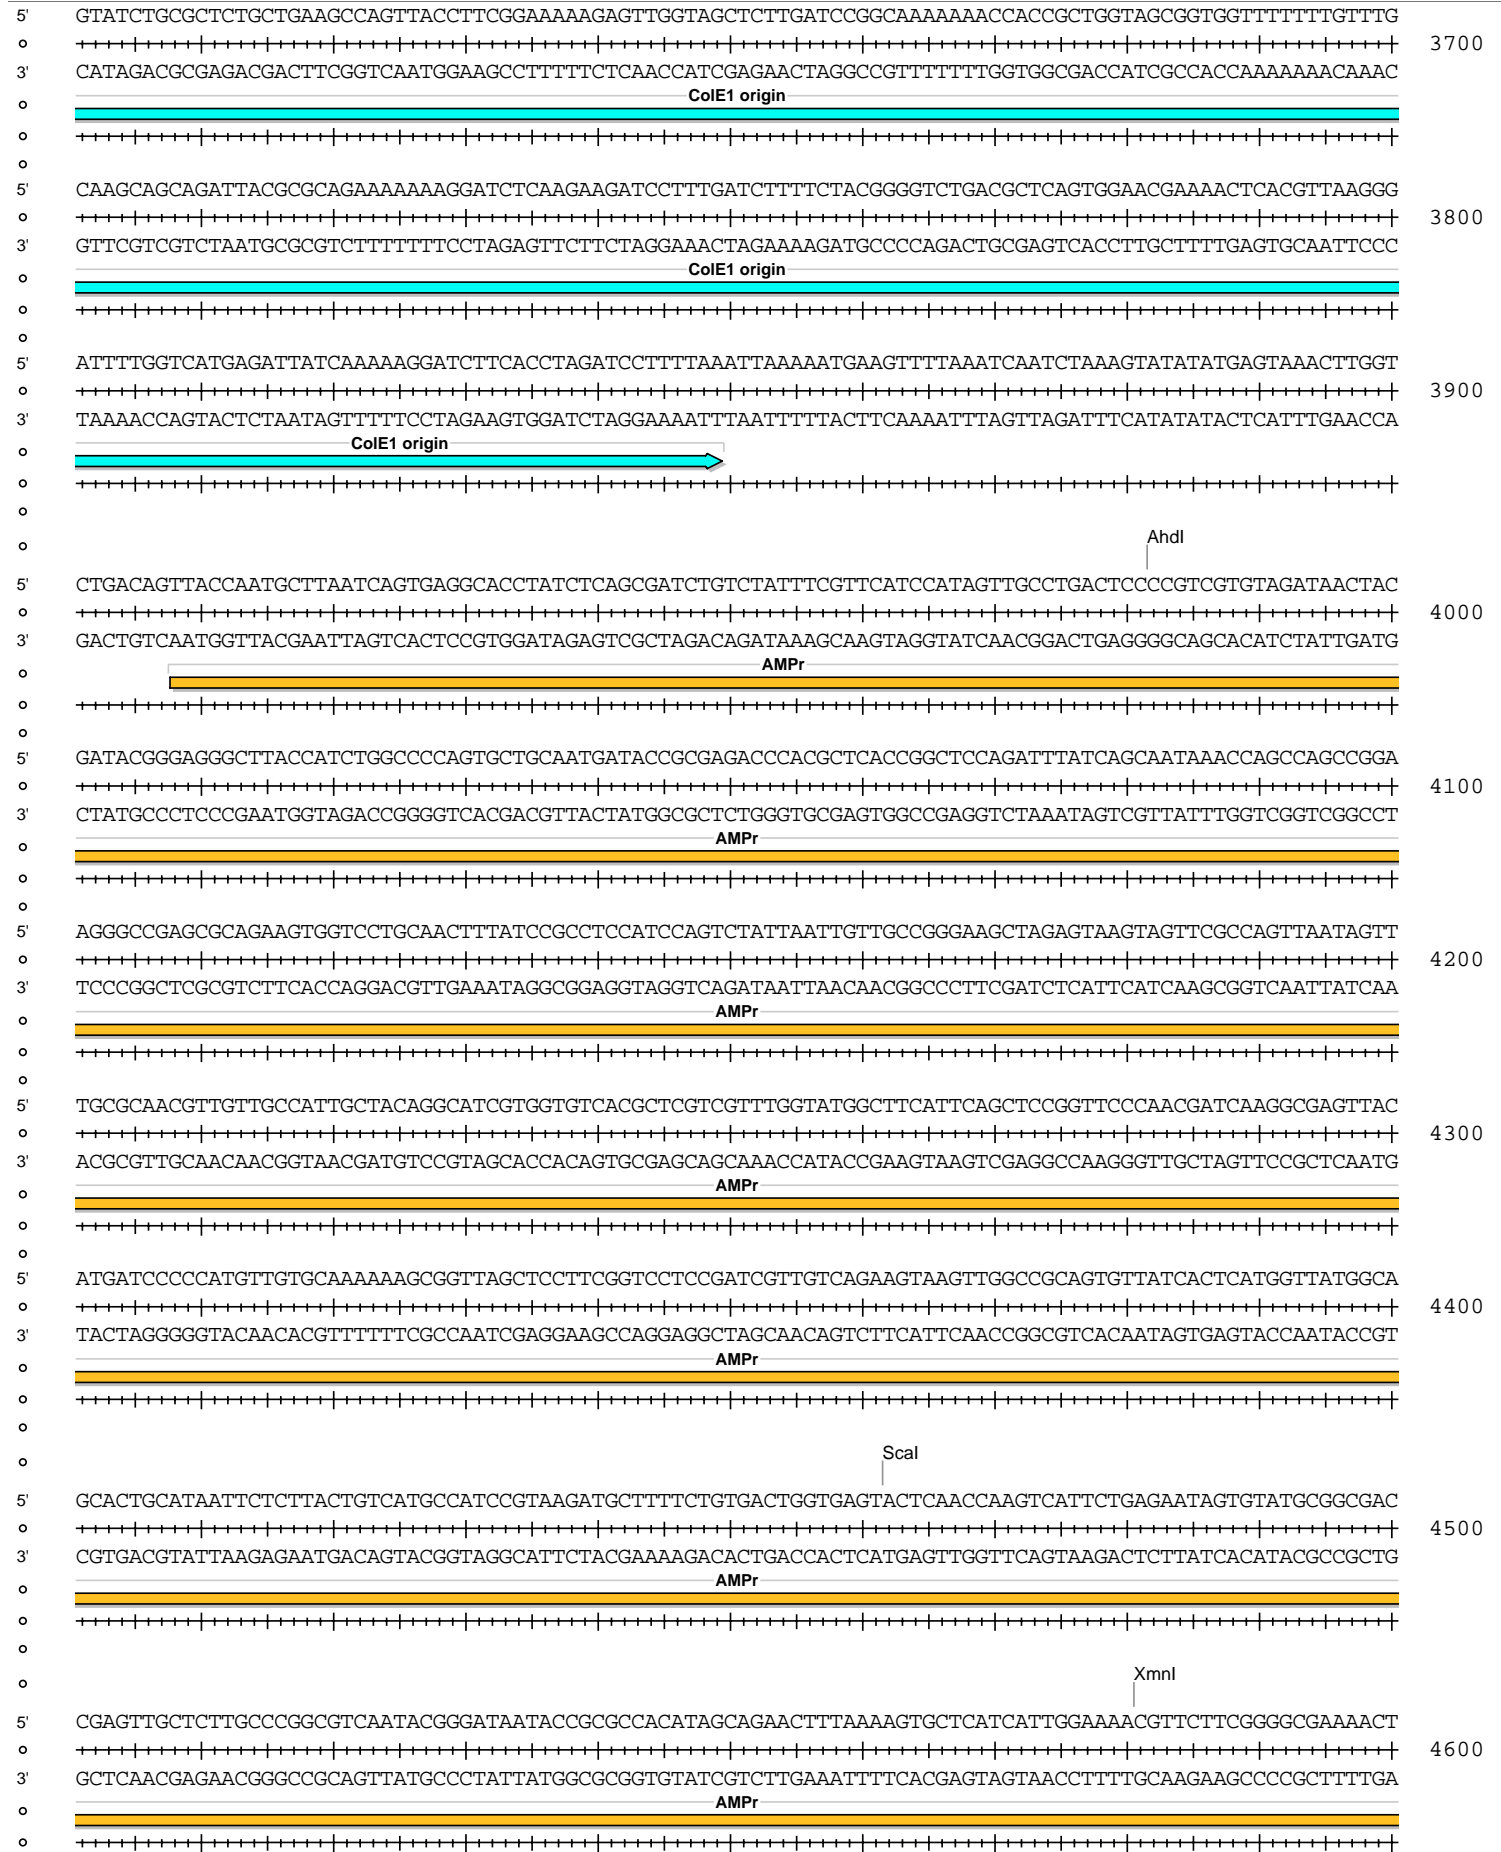 5' GTATCTGCGCTCTGCTGAAGCCAGTTACCTTCGGAAAAAGAGTTGGTAGCTCTTGATCCGGCAAAAAAACCACCGCTGGTAGCGGTGGTTTTTTTGTTTG
3700
3' CATAGACGCGAGACGACTTCGGTCAATGGAAGCCTTTTTCTCAACCATCGAGAACTAGGCCGTTTTTTTGGTGGCGACCATCGCCACCAAAAAAACAAAC
ColE1 origin
5' CAAGCAGCAGATTACGCGCAGAAAAAAAGGATCTCAAGAAGATCCTTTGATCTTTTCTACGGGGTCTGACGCTCAGTGGAACGAAAACTCACGTTAAGGG
3800
3' GTTCGTCGTCTAATGCGCGTCTTTTTTTCCTAGAGTTCTTCTAGGAAACTAGAAAAGATGCCCCAGACTGCGAGTCACCTTGCTTTTGAGTGCAATTCCC
ColE1 origin
5' ATTTTGGTCATGAGATTATCAAAAAGGATCTTCACCTAGATCCTTTTAAATTAAAAATGAAGTTTTAAATCAATCTAAAGTATATATGAGTAAACTTGGT
3900
3' TAAAACCAGTACTCTAATAGTTTTTCCTAGAAGTGGATCTAGGAAAATTTAATTTTTACTTCAAAATTTAGTTAGATTTCATATATACTCATTTGAACCA
ColE1 origin
AhdI
5' CTGACAGTTACCAATGCTTAATCAGTGAGGCACCTATCTCAGCGATCTGTCTATTTCGTTCATCCATAGTTGCCTGACTCCCCGTCGTGTAGATAACTAC
4000
3' GACTGTCAATGGTTACGAATTAGTCACTCCGTGGATAGAGTCGCTAGACAGATAAAGCAAGTAGGTATCAACGGACTGAGGGGCAGCACATCTATTGATG
AMPr
5' GATACGGGAGGGCTTACCATCTGGCCCCAGTGCTGCAATGATACCGCGAGACCCACGCTCACCGGCTCCAGATTTATCAGCAATAAACCAGCCAGCCGGA
4100
3' CTATGCCCTCCCGAATGGTAGACCGGGGTCACGACGTTACTATGGCGCTCTGGGTGCGAGTGGCCGAGGTCTAAATAGTCGTTATTTGGTCGGTCGGCCT
AMPr
5' AGGGCCGAGCGCAGAAGTGGTCCTGCAACTTTATCCGCCTCCATCCAGTCTATTAATTGTTGCCGGGAAGCTAGAGTAAGTAGTTCGCCAGTTAATAGTT
4200
3' TCCCGGCTCGCGTCTTCACCAGGACGTTGAAATAGGCGGAGGTAGGTCAGATAATTAACAACGGCCCTTCGATCTCATTCATCAAGCGGTCAATTATCAA
AMPr
5' TGCGCAACGTTGTTGCCATTGCTACAGGCATCGTGGTGTCACGCTCGTCGTTTGGTATGGCTTCATTCAGCTCCGGTTCCCAACGATCAAGGCGAGTTAC
4300
3' ACGCGTTGCAACAACGGTAACGATGTCCGTAGCACCACAGTGCGAGCAGCAAACCATACCGAAGTAAGTCGAGGCCAAGGGTTGCTAGTTCCGCTCAATG
AMPr
5' ATGATCCCCCATGTTGTGCAAAAAAGCGGTTAGCTCCTTCGGTCCTCCGATCGTTGTCAGAAGTAAGTTGGCCGCAGTGTTATCACTCATGGTTATGGCA
4400
3' TACTAGGGGGTACAACACGTTTTTTCGCCAATCGAGGAAGCCAGGAGGCTAGCAACAGTCTTCATTCAACCGGCGTCACAATAGTGAGTACCAATACCGT
AMPr
ScaI
5' GCACTGCATAATTCTCTTACTGTCATGCCATCCGTAAGATGCTTTTCTGTGACTGGTGAGTACTCAACCAAGTCATTCTGAGAATAGTGTATGCGGCGAC
4500
3' CGTGACGTATTAAGAGAATGACAGTACGGTAGGCATTCTACGAAAAGACACTGACCACTCATGAGTTGGTTCAGTAAGACTCTTATCACATACGCCGCTG
AMPr
XmnI
5' CGAGTTGCTCTTGCCCGGCGTCAATACGGGATAATACCGCGCCACATAGCAGAACTTTAAAAGTGCTCATCATTGGAAAACGTTCTTCGGGGCGAAAACT
4600
3' GCTCAACGAGAACGGGCCGCAGTTATGCCCTATTATGGCGCGGTGTATCGTCTTGAAATTTTCACGAGTAGTAACCTTTTGCAAGAAGCCCCGCTTTTGA
AMPr